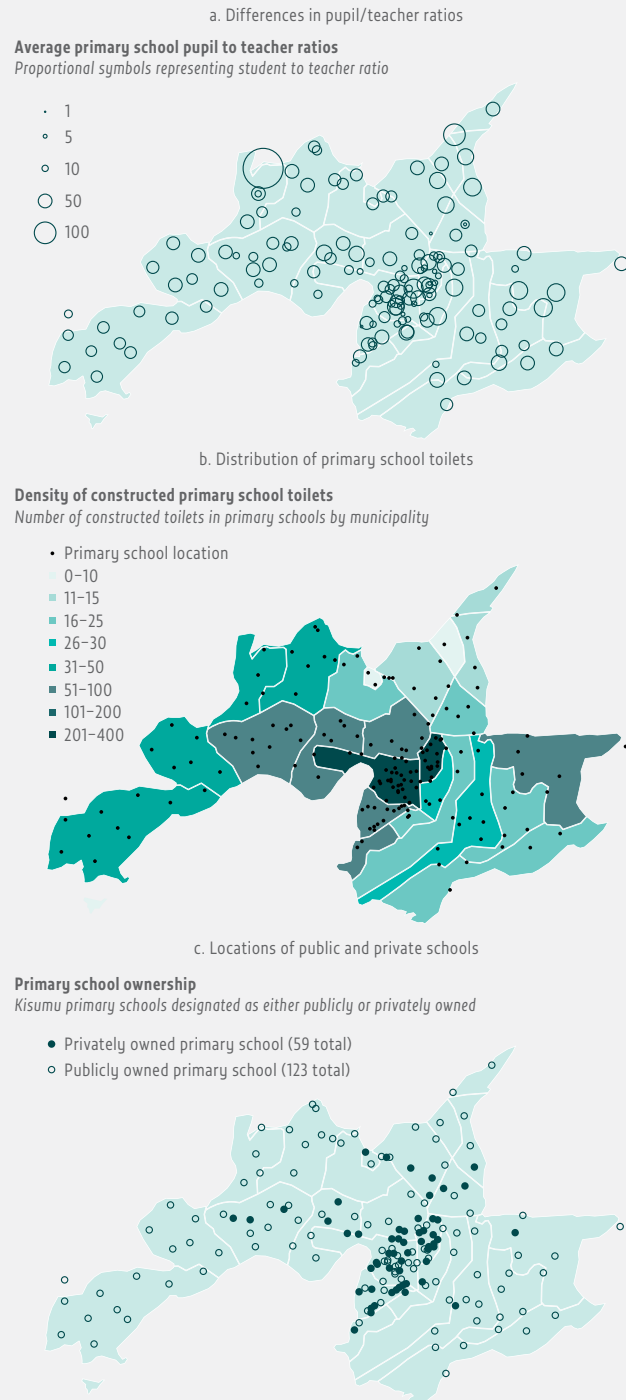 a. Differences in pupil/teacher ratios
Average primary school pupil to teacher ratios
Proportional symbols representing student to teacher ratio
1
5
10
50
100
b. Distribution of primary school toilets
Density of constructed primary school toilets
Number of constructed toilets in primary schools by municipality
Primary school location
0–10
11–15
16–25
26–30
31–50
51–100
101–200
201–400
c. Locations of public and private schools
Primary school ownership
Kisumu primary schools designated as either publicly or privately owned
Privately owned primary school (59 total)
Publicly owned primary school (123 total)